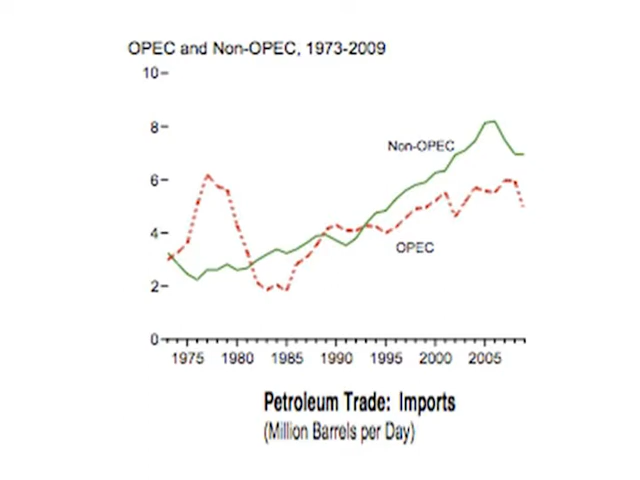 OPEC and Non-OPEC, 1973-2009
10
8
Non-OPEC
6
4
OPEC
2
0
1975 1980 1985 1990 1995 2000 2005
Petroleum Trade: Imports
(Million Barrels per Day)